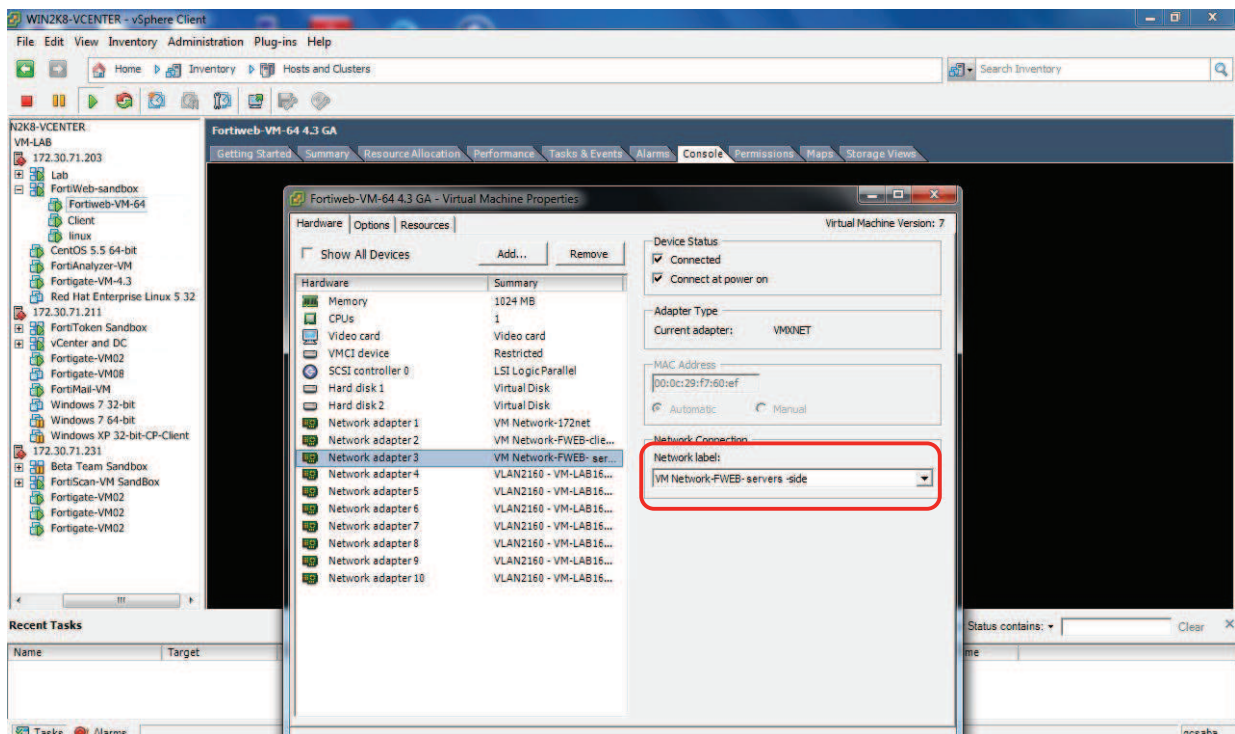 WIN2K8-VCENTER - vSphere Client
File Edit View Inventory Administration Plug-ins Help
Home Inventory Hosts and Clusters
Search Inventory
N2K8-VCENTER
VM-LAB
172.30.71.203
Lab
FortiWeb-sandbox
Fortiweb-VM-64
Client
linux
CentOS 5.5 64-bit
FortiAnalyzer-VM
Fortigate-VM-4.3
Red Hat Enterprise Linux 5 32
172.30.71.211
FortiToken Sandbox
vCenter and DC
Fortigate-VM02
Fortigate-VM08
FortiMail-VM
Windows 7 32-bit
Windows 7 64-bit
Windows XP 32-bit-CP-Client
172.30.71.231
Beta Team Sandbox
FortiScan-VM SandBox
Fortigate-VM02
Fortigate-VM02
Fortigate-VM02
Fortiweb-VM-64 4.3 GA
Getting Started Summary Resource Allocation Performance Tasks & Events Alarms Console Permissions Maps Storage Views
Fortiweb-VM-64 4.3 GA - Virtual Machine Properties
Hardware Options Resources
Virtual Machine Version: 7
Show All Devices Add... Remove
Hardware Summary
Memory 1024 MB
CPUs 1
Video card Video card
VMCI device Restricted
SCSI controller 0 LSI Logic Parallel
Hard disk 1 Virtual Disk
Hard disk 2 Virtual Disk
Network adapter 1 VM Network-172net
Network adapter 2 VM Network-FWEB-clie...
Network adapter 3 VM Network-FWEB- ser...
Network adapter 4 VLAN2160 - VM-LAB16...
Network adapter 5 VLAN2160 - VM-LAB16...
Network adapter 6 VLAN2160 - VM-LAB16...
Network adapter 7 VLAN2160 - VM-LAB16...
Network adapter 8 VLAN2160 - VM-LAB16...
Network adapter 9 VLAN2160 - VM-LAB16...
Network adapter 10 VLAN2160 - VM-LAB16...
Device Status
Connected
Connect at power on
Adapter Type
Current adapter: VMXNET
MAC Address
00:0c:29:f7:60:ef
Automatic Manual
Network Connection
Network label:
VM Network-FWEB- servers -side
Recent Tasks
Status contains: Clear
Name Target
me
Tasks Alarms
gcsaba